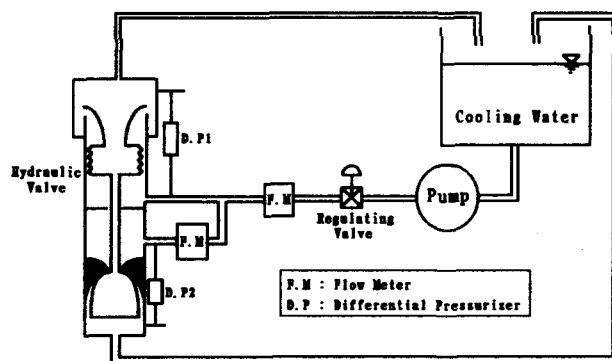 Cooling Water
D.P1
Hydraulic
Valve
F.M
Regulating
Valve
Pump
F.M
D.P2
F.M : Flow Meter
D.P : Differential Pressurizer